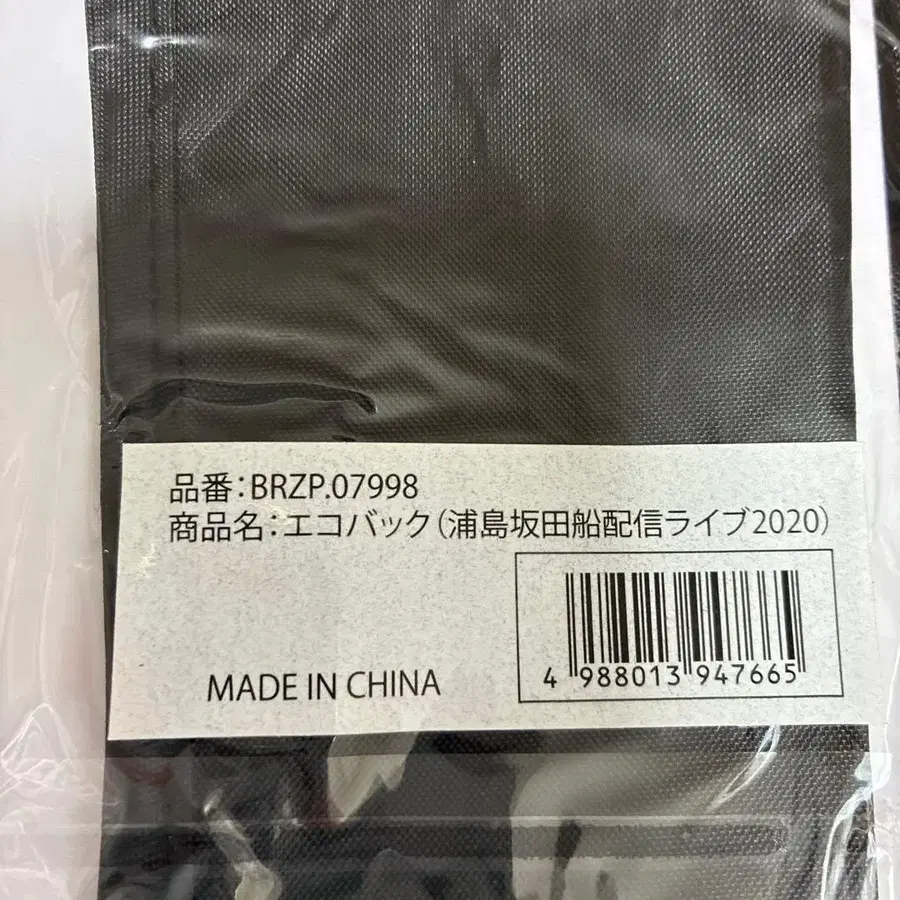 品番：BRZP.07998
商品名：エコバック（浦島坂田船配信ライブ2020）
MADE IN CHINA
4 988013 947665